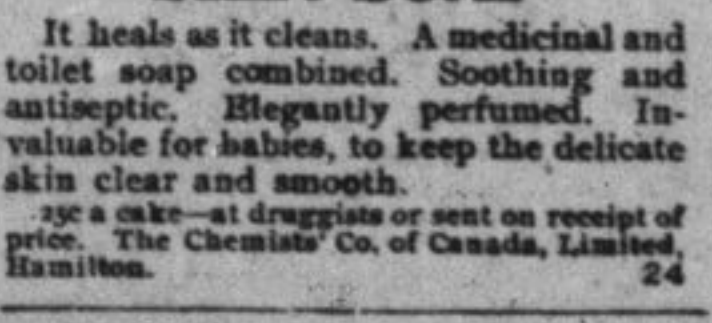 It heals as it cleans. A medicinal and
toilet soap combined. Soothing and
antiseptic. Elegantly perfumed. In-
valuable for babies, to keep the delicate
skin clear and smooth.
25c a cake—at druggists or sent on receipt of
price. The Chemists' Co. of Canada, Limited,
Hamilton. 24